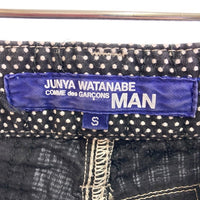 JUNYA WATANABE
COMME des GARÇONS MAN
S